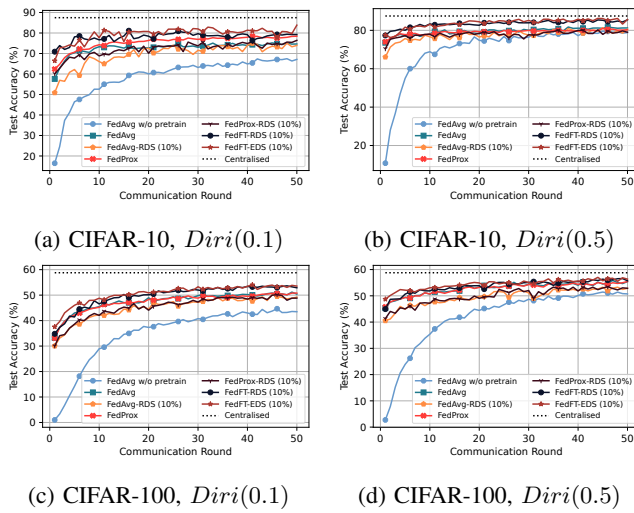 90
80
70
60
50
40
30
20
Test Accuracy (%)
0
10
20
30
40
50
Communication Round
FedAvg w/o pretrain
FedAvg
FedAvg-RDS (10%)
FedProx
FedProx-RDS (10%)
FedFT-RDS (10%)
FedFT-EDS (10%)
Centralised
(a) CIFAR-10, Diri(0.1)
80
60
40
20
Test Accuracy (%)
0
10
20
30
40
50
Communication Round
FedAvg w/o pretrain
FedAvg
FedAvg-RDS (10%)
FedProx
FedProx-RDS (10%)
FedFT-RDS (10%)
FedFT-EDS (10%)
Centralised
(b) CIFAR-10, Diri(0.5)
60
50
40
30
20
10
0
Test Accuracy (%)
0
10
20
30
40
50
Communication Round
FedAvg w/o pretrain
FedAvg
FedAvg-RDS (10%)
FedProx
FedProx-RDS (10%)
FedFT-RDS (10%)
FedFT-EDS (10%)
Centralised
(c) CIFAR-100, Diri(0.1)
60
50
40
30
20
10
0
Test Accuracy (%)
0
10
20
30
40
50
Communication Round
FedAvg w/o pretrain
FedAvg
FedAvg-RDS (10%)
FedProx
FedProx-RDS (10%)
FedFT-RDS (10%)
FedFT-EDS (10%)
Centralised
(d) CIFAR-100, Diri(0.5)